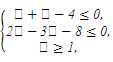 □ + □ − 4 ≤ 0,
2□ − 3□ − 8 ≤ 0,
□ ≥ 1,